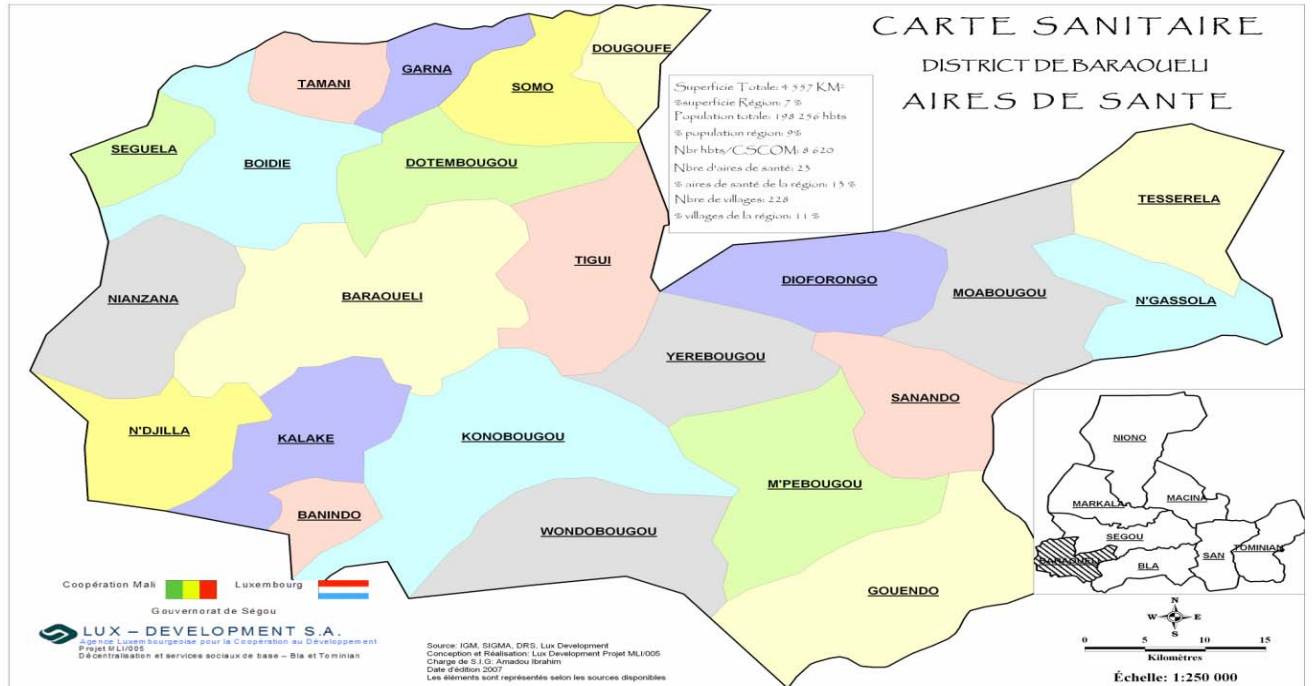 CARTE SANITAIRE
DISTRICT DE BARAOUELI
AIRES DE SANTE
Superficie Totale: 4 557 KM²
%superficie Région: 7 %
Population totale: 198 256 hbts
% population région: 9%
Nbr hbts/CSCOM: 8 620
Nbre d'aires de santé: 23
% aires de santé de la région: 13 %
Nbre de villages: 228
% villages de la région: 11 %
DOUGOUFE
GARNA
TAMANI
SOMO
SEGUELA
BOIDIE
DOTEMBOUGOU
TESSERELA
TIGUI
NIANZANA
BARAOUELI
DIOFORONGO
MOABOUGOU
N'GASSOLA
YEREBOUGOU
SANANDO
N'DJILLA
KALAKE
KONOBOUGOU
M'PEBOUGOU
BANINDO
WONDOBOUGOU
GOUENDO
NIONO
MARKALA
MACINA
SEGOU
TOMINIAN
SAN
BARAOUELI
BLA
Coopération Mali Luxembourg
Gouvernorat de Ségou
LUX – DEVELOPMENT S.A.
Agence Luxembourgeoise pour la Coopération au Développement
Projet MLI/005
Décentralisation et services sociaux de base – Bla et Tominian
Source: IGM, SIGMA, DRS, Lux Development
Conception et Réalisation: Lux Development Projet MLI/005
Charge de S.I.G: Amadou Ibrahim
Date d'édition 2007
Les éléments sont représentés selon les sources disponibles
N
W E
S
5 0 5 10 15
Kilomètres
Échelle: 1:250 000